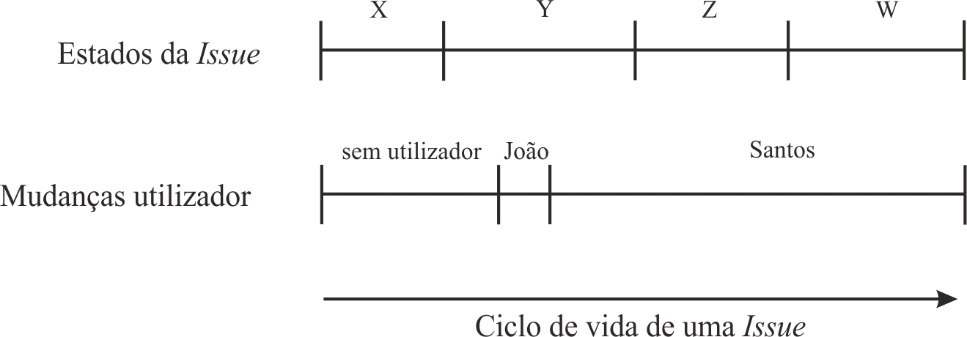 X Y Z W
Estados da Issue
sem utilizador João Santos
Mudanças utilizador
Ciclo de vida de uma Issue